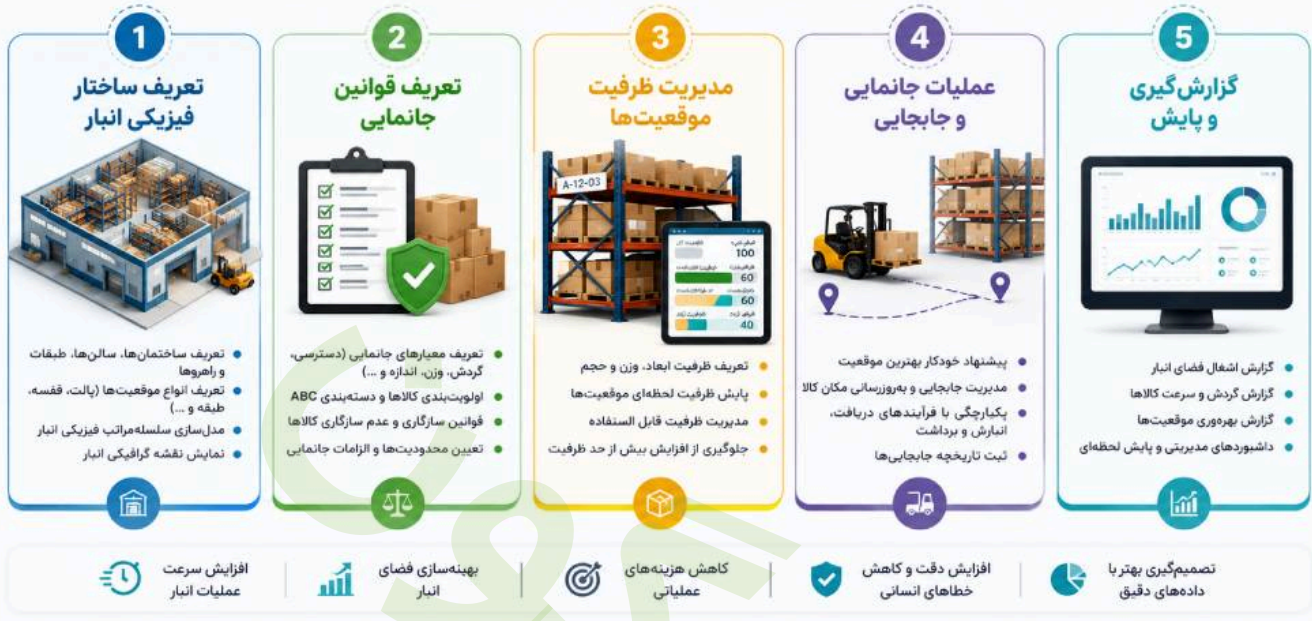 1
تعریف ساختار
فیزیکی انبار
تعریف ساختمان‌ها، سالن‌ها، طبقات
و راهروها
تعریف انواع موقعیت‌ها (پالت، قفسه،
طبقه و ...)
مدل‌سازی سلسله‌مراتب فیزیکی انبار
نمایش نقشه گرافیکی انبار
2
تعریف قوانین
جانمایی
تعریف معیارهای جانمایی (دسترسی،
گردش، وزن، اندازه و ...)
اولویت‌بندی کالاها و دسته‌بندی ABC
قوانین سازگاری و عدم سازگاری کالاها
تعیین محدودیت‌ها و الزامات جانمایی
3
مدیریت ظرفیت
موقعیت‌ها
A-12-03
100
60
60
40
تعریف ظرفیت ابعاد، وزن و حجم
پایش ظرفیت لحظه‌ای موقعیت‌ها
مدیریت ظرفیت قابل السنفاده
جلوگیری از افزایش بیش از حد ظرفیت
4
عملیات جانمایی
و جابجایی
پیشنهاد خودکار بهترین موقعیت
مدیریت جابجایی و به‌روزرسانی مکان کالا
یکپارچگی با فرآیندهای دریافت،
انبارش و برداشت
ثبت تاریخچه جابجایی‌ها
5
گزارش‌گیری
و پایش
گزارش اشغال فضای انبار
گزارش گردش و سرعت کالاها
گزارش بهره‌وری موقعیت‌ها
داشبوردهای مدیریتی و پایش لحظه‌ای
افزایش سرعت
عملیات انبار
بهینه‌سازی فضای
انبار
کاهش هزینه‌های
عملیاتی
افزایش دقت و کاهش
خطاهای انسانی
تصمیم‌گیری بهتر با
داده‌های دقیق